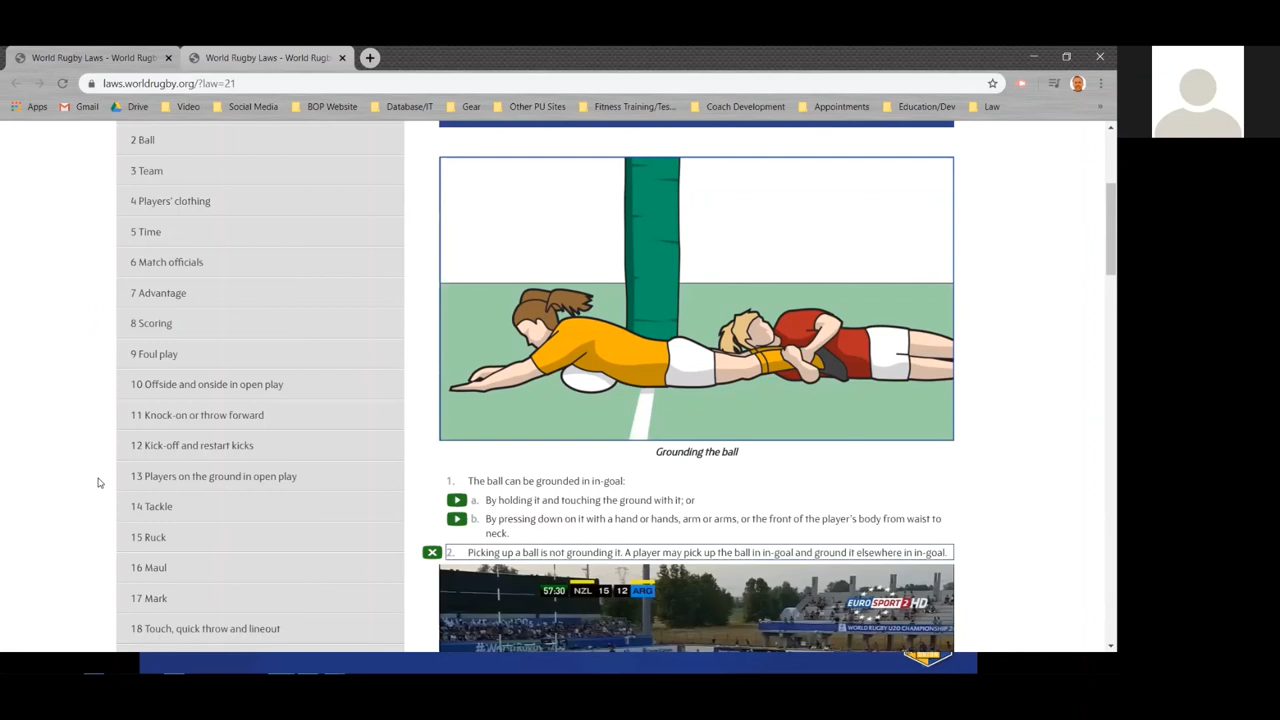 World Rugby Laws - World Rugb
World Rugby Laws - World Rugb
laws.worldrugby.org/?law=21
Apps
Gmail
Drive
Video
Social Media
BOP Website
Database/IT
Gear
Other PU Sites
Fitness Training/Tes...
Coach Development
Appointments
Education/Dev
Law
»
2 Ball
3 Team
4 Players' clothing
5 Time
6 Match officials
7 Advantage
8 Scoring
9 Foul play
10 Offside and onside in open play
11 Knock-on or throw forward
12 Kick-off and restart kicks
13 Players on the ground in open play
14 Tackle
15 Ruck
16 Maul
17 Mark
18 Touch, quick throw and lineout
Grounding the ball
1. The ball can be grounded in in-goal:
a. By holding it and touching the ground with it; or
b. By pressing down on it with a hand or hands, arm or arms, or the front of the player's body from waist to
neck.
2. Picking up a ball is not grounding it. A player may pick up the ball in in-goal and ground it elsewhere in in-goal.
57:30 NZL 15 12 ARG
EUROSPORT 2 HD
WORLD RUGBY U20 CHAMPIONSHIP
UNION